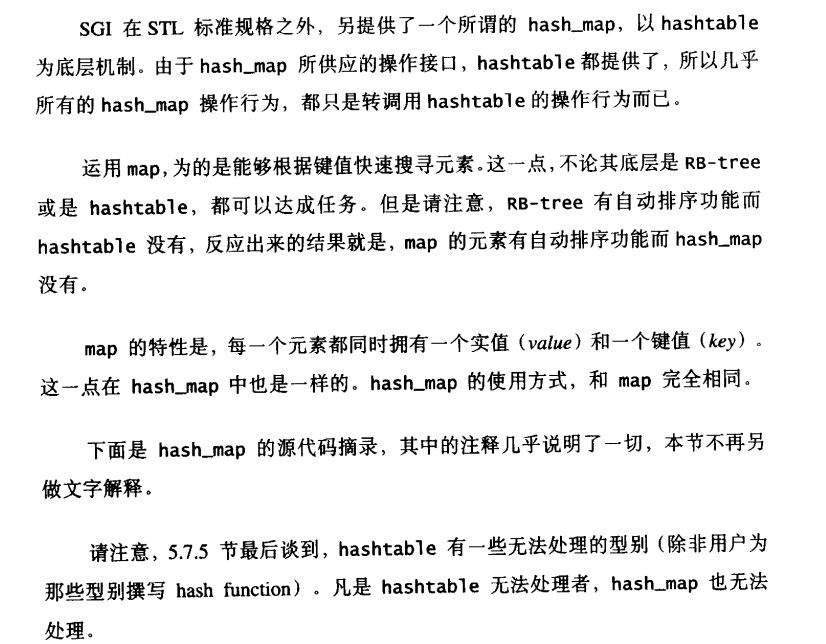 SGI 在 STL 标准规格之外，另提供了一个所谓的 hash_map，以 hashtable
为底层机制。由于 hash_map 所供应的操作接口，hashtable 都提供了，所以几乎
所有的 hash_map 操作行为，都只是转调用 hashtable 的操作行为而已。
运用 map，为的是能够根据键值快速搜寻元素。这一点，不论其底层是 RB-tree
或是 hashtable，都可以达成任务。但是请注意，RB-tree 有自动排序功能而
hashtable 没有，反应出来的结果就是，map 的元素有自动排序功能而 hash_map
没有。
map 的特性是，每一个元素都同时拥有一个实值（value）和一个键值（key）。
这一点在 hash_map 中也是一样的。hash_map 的使用方式，和 map 完全相同。
下面是 hash_map 的源代码摘录，其中的注释几乎说明了一切，本节不再另
做文字解释。
请注意，5.7.5 节最后谈到，hashtable 有一些无法处理的型别（除非用户为
那些型别撰写 hash function）。凡是 hashtable 无法处理者，hash_map 也无法
处理。